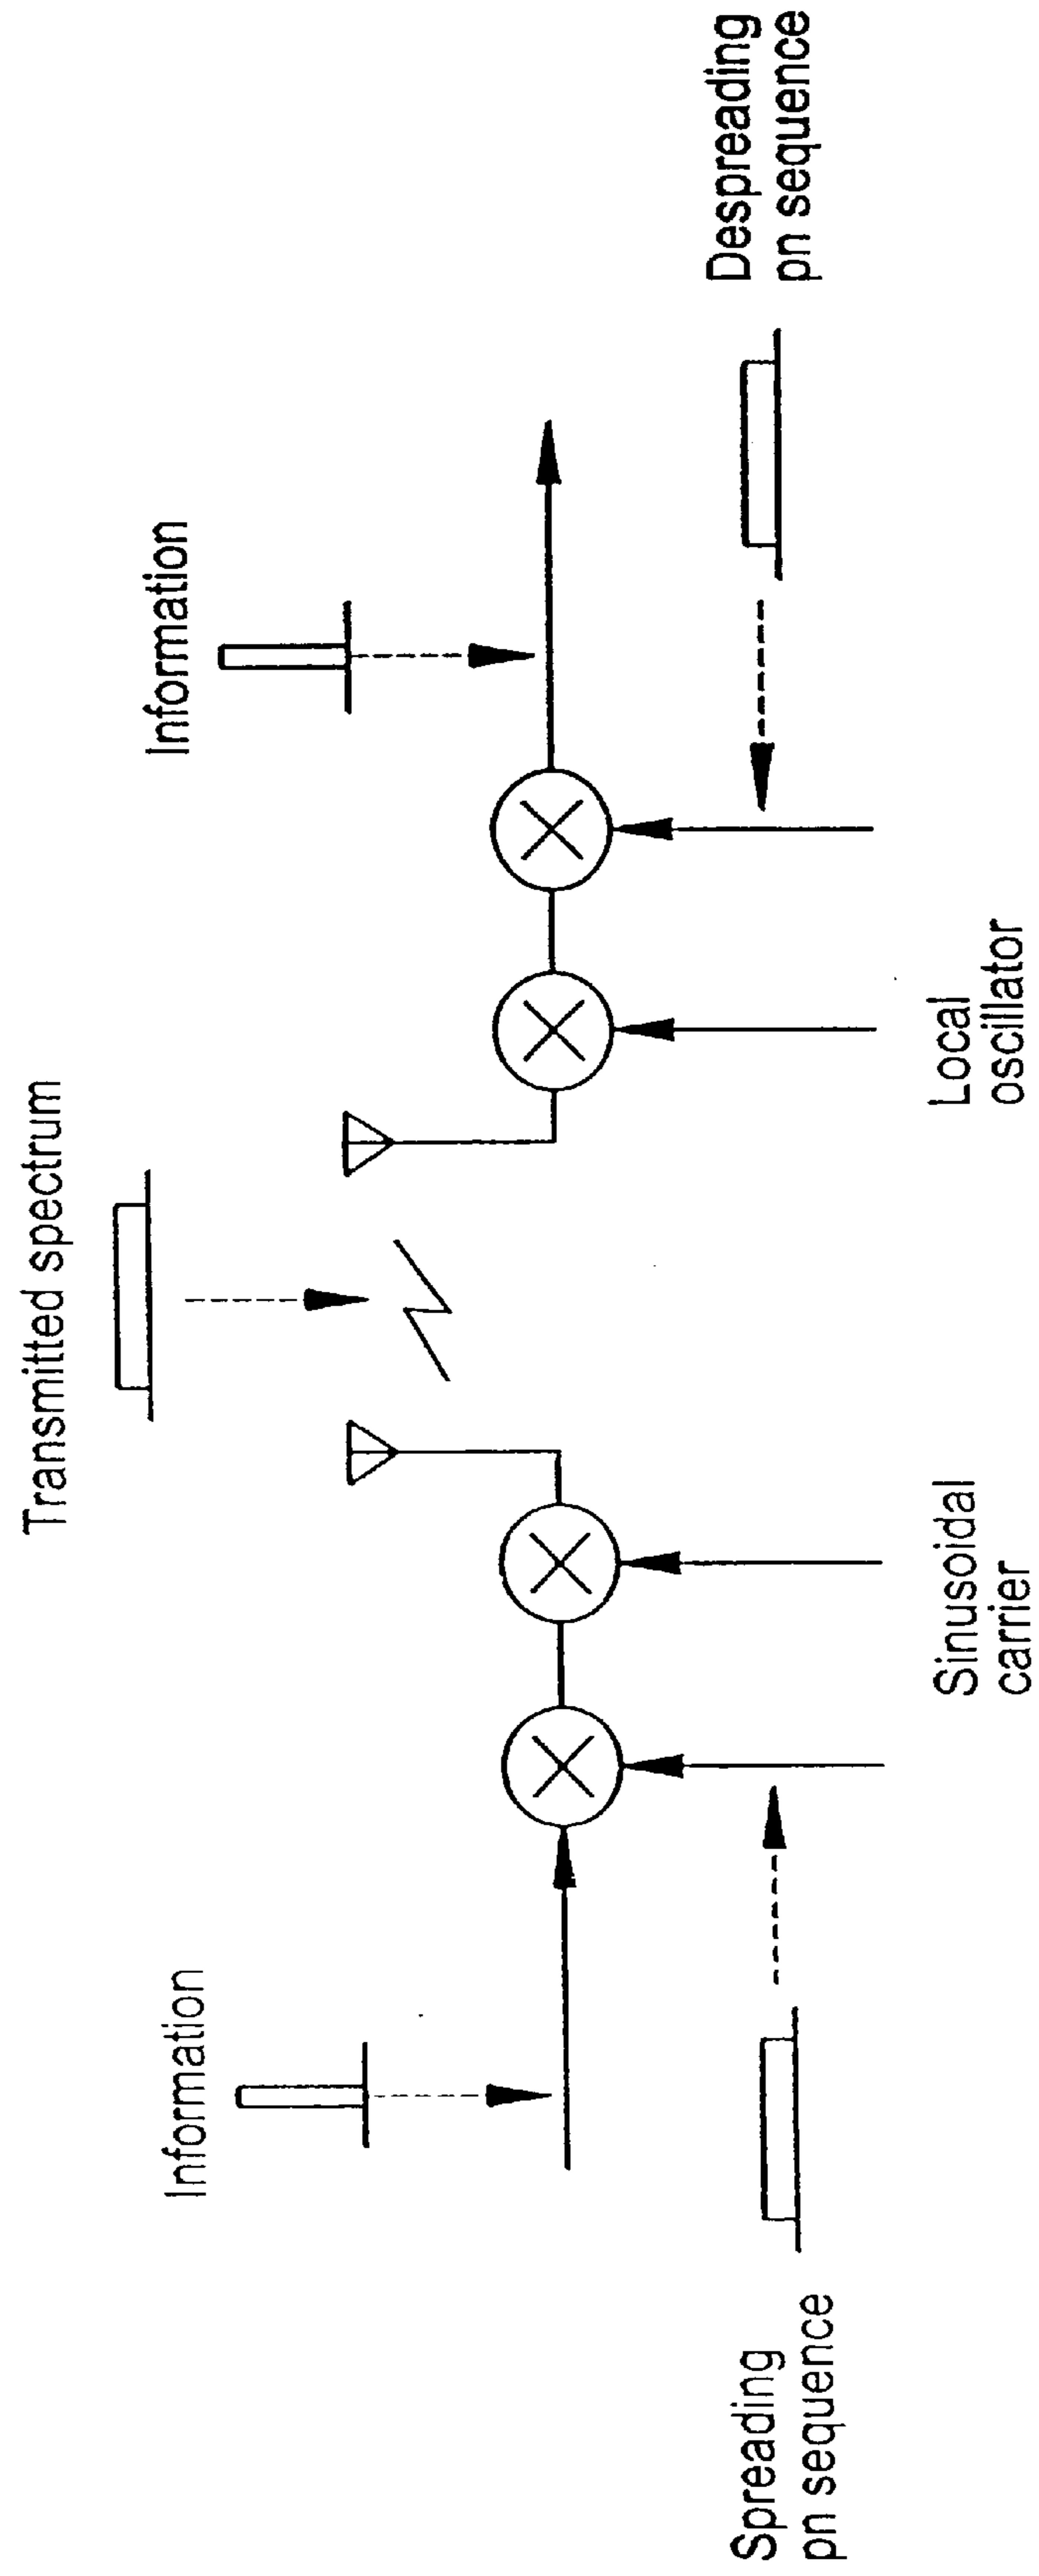 Transmitted spectrum
Information
Information
Spreading
pn sequence
Sinusoidal
carrier
Local
oscillator
Despreading
pn sequence